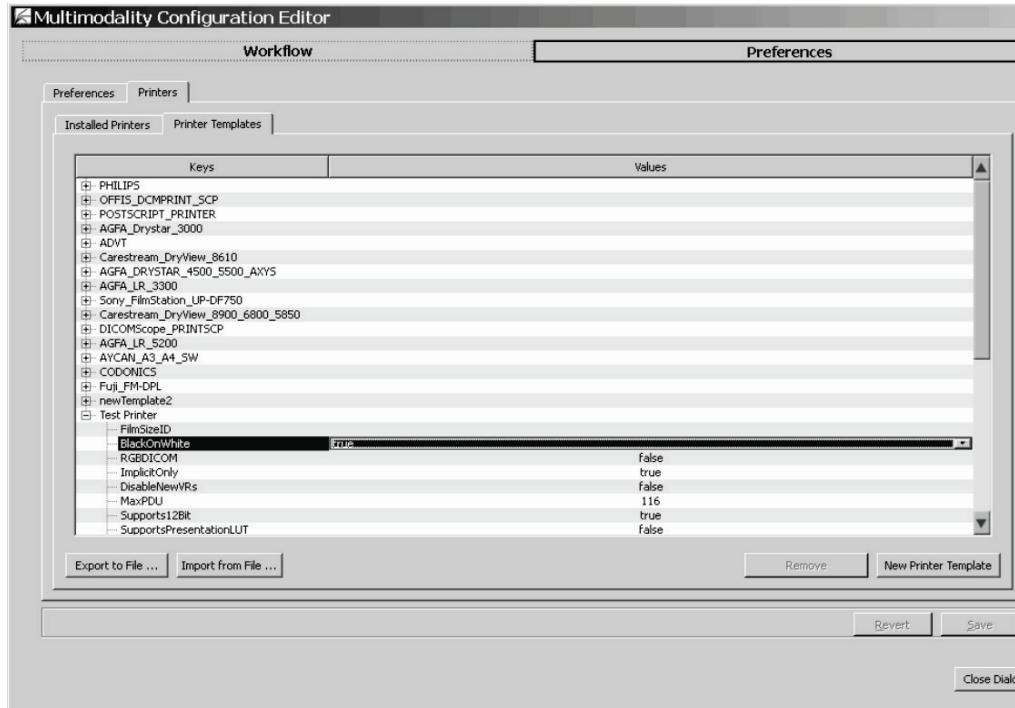 Multimodality Configuration Editor
Workflow Preferences
Preferences Printers
Installed Printers Printer Templates
Keys Values
PHILIPS
OFFIS_DCMPRINT_SCP
POSTSCRIPT_PRINTER
AGFA_Drystar_3000
ADVT
Carestream_DryView_8610
AGFA_DRYSTAR_4500_5500_AXYS
AGFA_LR_3300
Sony_FilmStation_UP-DF750
Carestream_DryView_8900_6800_5850
DICOMScope_PRINTSCP
AGFA_LR_5200
AYCAN_A3_A4_SW
CODONICS
Fuji_FM-DPL
newTemplate2
Test Printer
FilmSizeID
BlackOnWhite true
RGBDICOM false
ImplicitOnly true
DisableNewVRs false
MaxPDU 116
Supports12Bit true
SupportsPresentationLUT false
Export to File ... Import from File ... Remove New Printer Template
Revert Save
Close Dialo